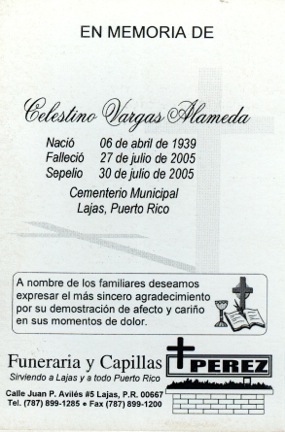 EN MEMORIA DE
Celestino Vargas Alameda
Nació 06 de abril de 1939
Falleció 27 de julio de 2005
Sepelio 30 de julio de 2005
Cementerio Municipal
Lajas, Puerto Rico
A nombre de los familiares deseamos
expresar el más sincero agradecimiento
por su demostración de afecto y cariño
en sus momentos de dolor.
Funeraria y Capillas
PEREZ
Sirviendo a Lajas y a todo Puerto Rico
Calle Juan P. Avilés #5 Lajas, P.R. 00667
Tel. (787) 899-1285 • Fax (787) 899-1200